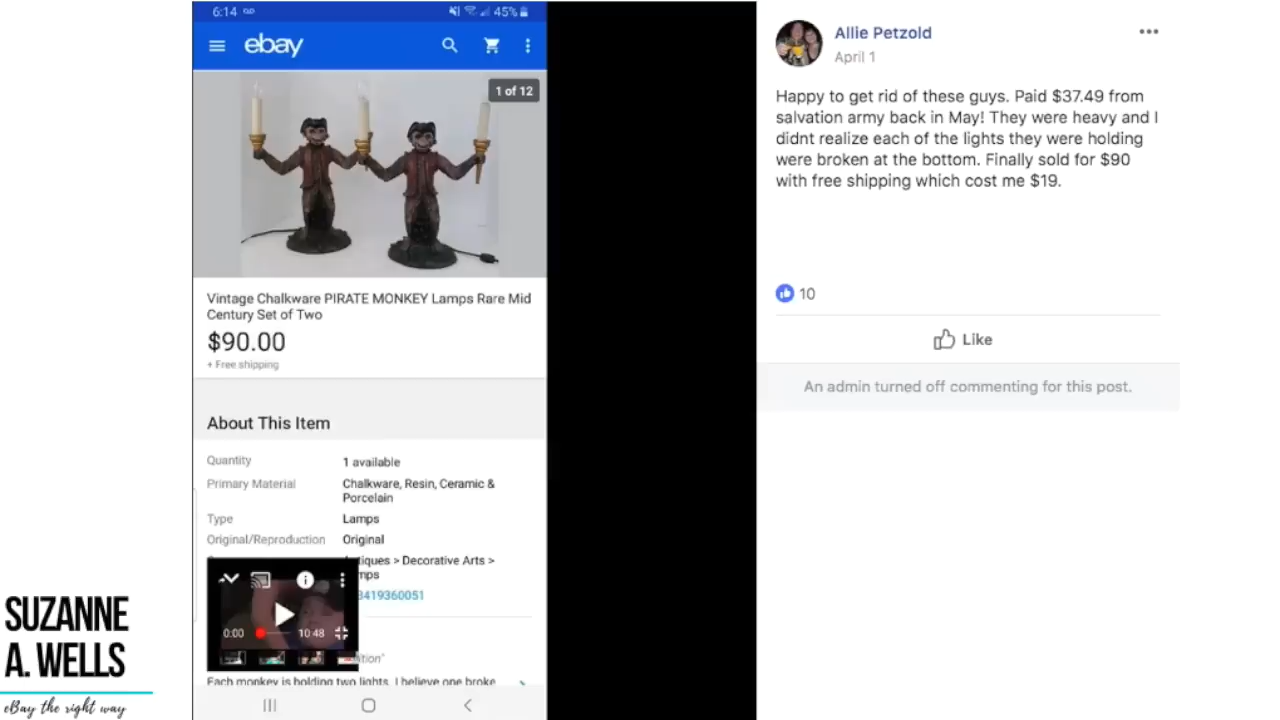 6:14
45%
ebay
1 of 12
Vintage Chalkware PIRATE MONKEY Lamps Rare Mid
Century Set of Two
$90.00
+ Free shipping
About This Item
Quantity 1 available
Primary Material Chalkware, Resin, Ceramic &
Porcelain
Type Lamps
Original/Reproduction Original
tiques > Decorative Arts >
mps
3419360051
0:00 10:48
ition"
Each monkey is holding two lights. I believe one broke
Allie Petzold
April 1
Happy to get rid of these guys. Paid $37.49 from
salvation army back in May! They were heavy and I
didnt realize each of the lights they were holding
were broken at the bottom. Finally sold for $90
with free shipping which cost me $19.
10
Like
An admin turned off commenting for this post.
SUZANNE
A. WELLS
eBay the right way